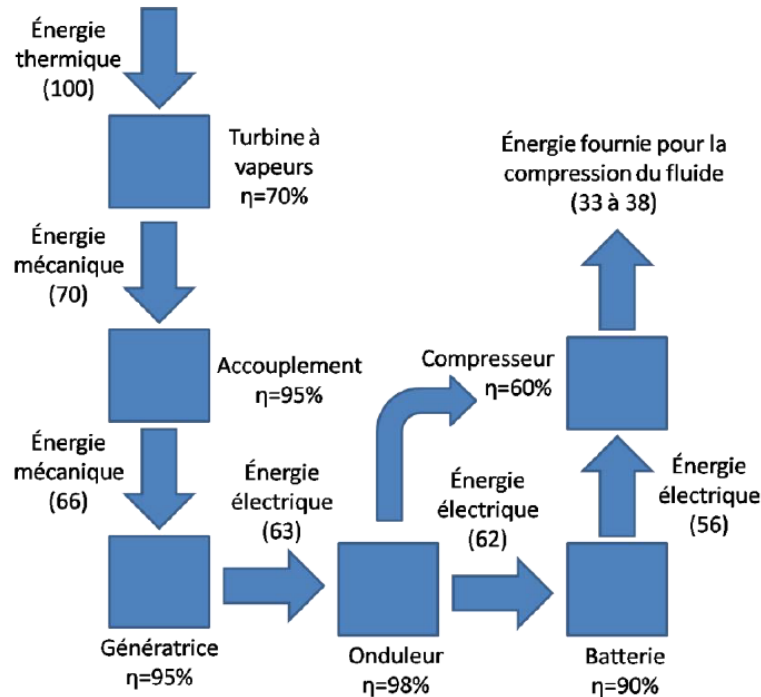 Énergie
thermique
(100)
Turbine à
vapeurs
η=70%
Énergie
mécanique
(70)
Accouplement
η=95%
Énergie
mécanique
(66)
Génératrice
η=95%
Énergie
électrique
(63)
Onduleur
η=98%
Énergie
électrique
(62)
Batterie
η=90%
Énergie
électrique
(56)
Compresseur
η=60%
Énergie fournie pour la
compression du fluide
(33 à 38)